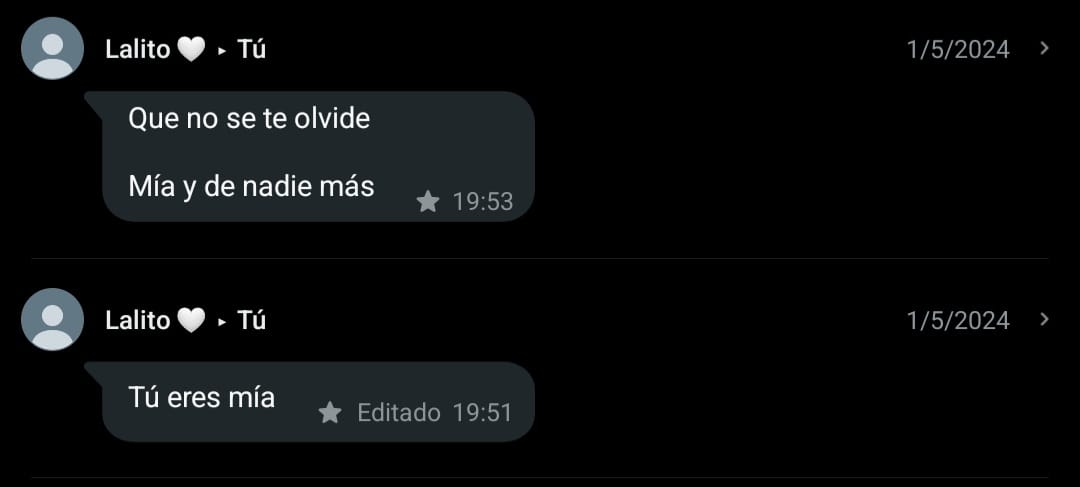 Lalito 🤍 ▸ Tú
1/5/2024
Que no se te olvide
Mía y de nadie más
19:53
Lalito 🤍 ▸ Tú
1/5/2024
Tú eres mía
Editado 19:51